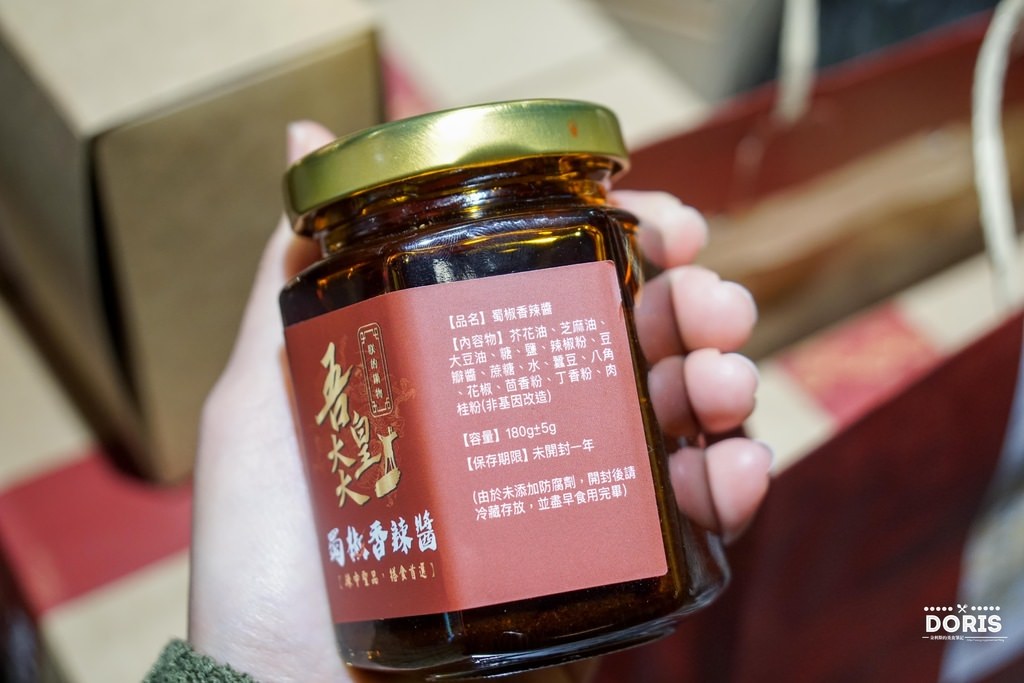 朕的賞物
吾皇大大
蜀椒香辣醬
【品名】蜀椒香辣醬
【內容物】芥花油、芝麻油、
大豆油、糖、鹽、辣椒粉、豆
瓣醬、蔗糖、水、蠶豆、八角
、花椒、茴香粉、丁香粉、肉
桂粉(非基因改造)
【容量】180g±5g
【保存期限】未開封一年
(由於未添加防腐劑，開封後請
冷藏存放，並盡早食用完畢)
DORIS